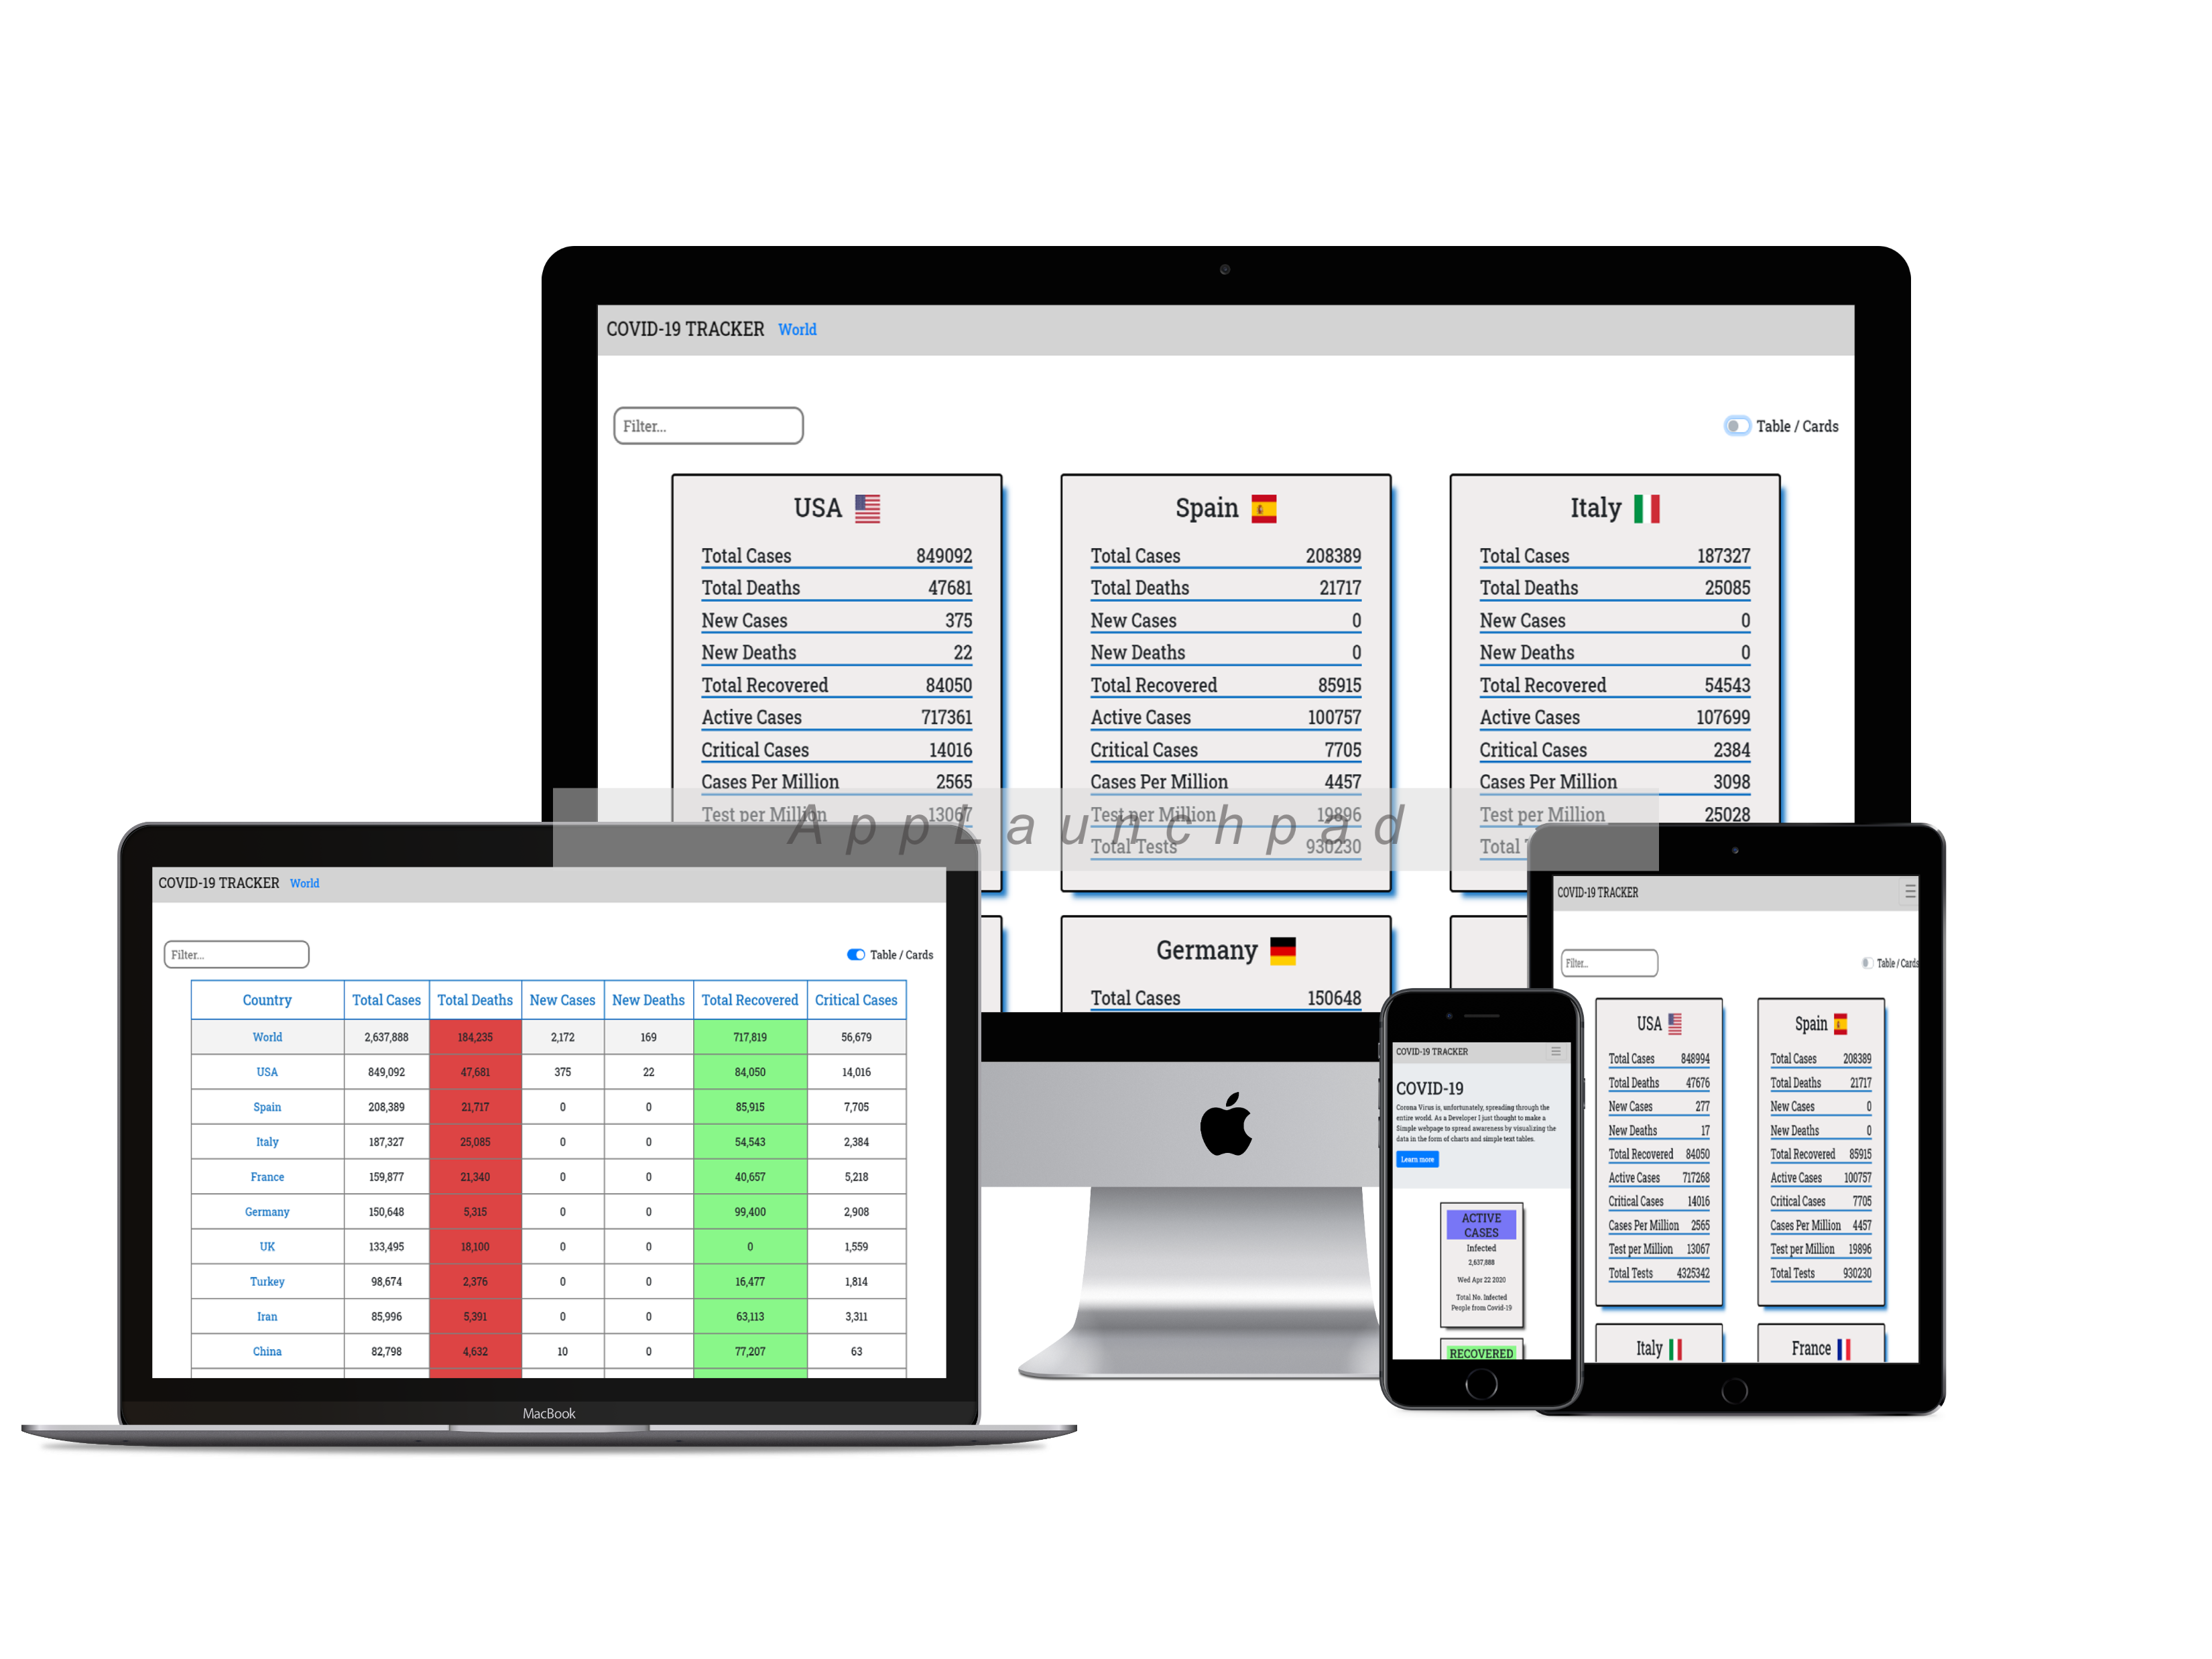 COVID-19 TRACKER World
Filter...
Table / Cards
USA
Total Cases 849092
Total Deaths 47681
New Cases 375
New Deaths 22
Total Recovered 84050
Active Cases 717361
Critical Cases 14016
Cases Per Million 2565
Test per Million 13067
Spain
Total Cases 208389
Total Deaths 21717
New Cases 0
New Deaths 0
Total Recovered 85915
Active Cases 100757
Critical Cases 7705
Cases Per Million 4457
Test per Million 19896
Total Tests 930230
Italy
Total Cases 187327
Total Deaths 25085
New Cases 0
New Deaths 0
Total Recovered 54543
Active Cases 107699
Critical Cases 2384
Cases Per Million 3098
Test per Million 25028
Total
Germany
Total Cases 150648
AppLaunchpad
COVID-19 TRACKER World
Filter...
Table / Cards
Country Total Cases Total Deaths New Cases New Deaths Total Recovered Critical Cases
World 2,637,888 184,235 2,172 169 717,819 56,679
USA 849,092 47,681 375 22 84,050 14,016
Spain 208,389 21,717 0 0 85,915 7,705
Italy 187,327 25,085 0 0 54,543 2,384
France 159,877 21,340 0 0 40,657 5,218
Germany 150,648 5,315 0 0 99,400 2,908
UK 133,495 18,100 0 0 0 1,559
Turkey 98,674 2,376 0 0 16,477 1,814
Iran 85,996 5,391 0 0 63,113 3,311
China 82,798 4,632 10 0 77,207 63
MacBook
COVID-19 TRACKER
COVID-19
Corona Virus is, unfortunately, spreading through the
entire world. As a Developer I just thought to make a
Simple webpage to spread awareness by visualizing the
data in the form of charts and simple text tables.
Learn more
ACTIVE
CASES
Infected
2,637,888
Wed Apr 22 2020
Total No. Infected
People from Covid-19
RECOVERED
COVID-19 TRACKER
Filter...
Table / Cards
USA
Total Cases 848994
Total Deaths 47676
New Cases 277
New Deaths 17
Total Recovered 84050
Active Cases 717268
Critical Cases 14016
Cases Per Million 2565
Test per Million 13067
Total Tests 4325342
Spain
Total Cases 208389
Total Deaths 21717
New Cases 0
New Deaths 0
Total Recovered 85915
Active Cases 100757
Critical Cases 7705
Cases Per Million 4457
Test per Million 19896
Total Tests 930230
Italy
France